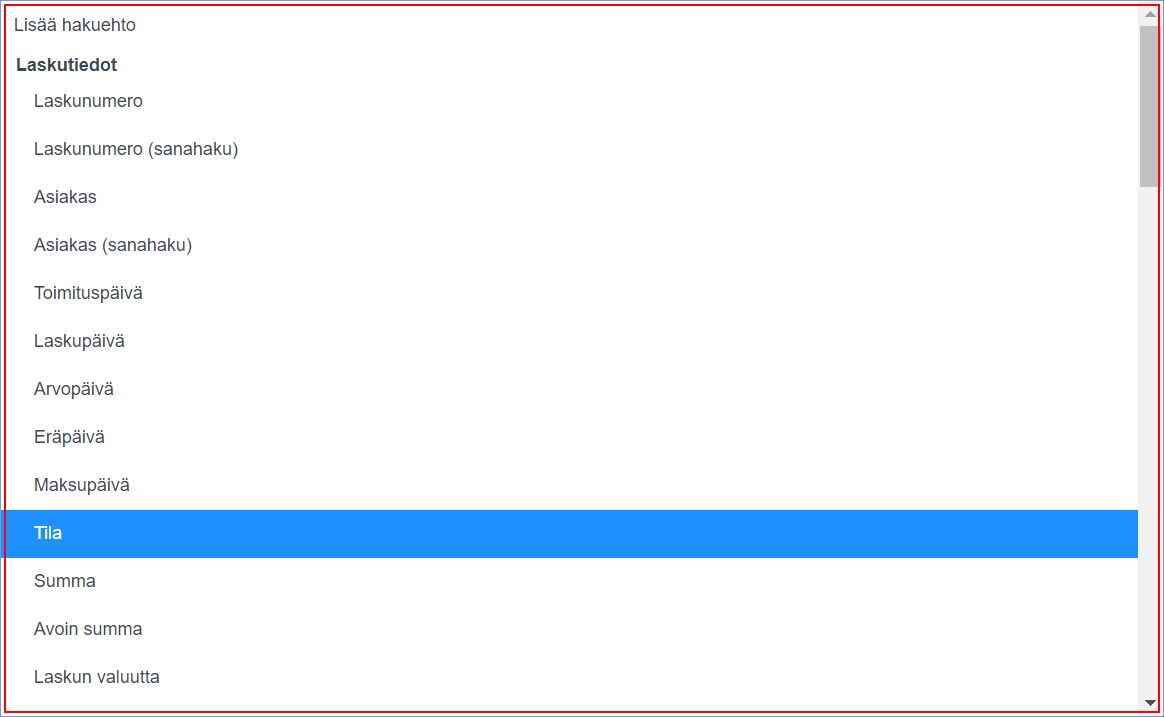 Lisää hakuehto
Laskutiedot
Laskunumero
Laskunumero (sanahaku)
Asiakas
Asiakas (sanahaku)
Toimituspäivä
Laskupäivä
Arvopäivä
Eräpäivä
Maksupäivä
Tila
Summa
Avoin summa
Laskun valuutta